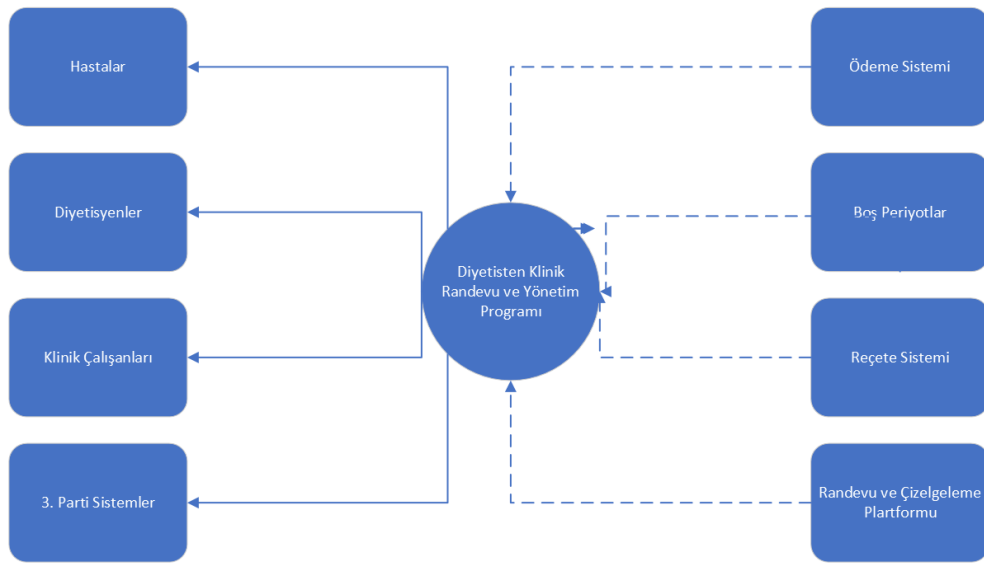 Hastalar
Diyetisyenler
Klinik Çalışanları
3. Parti Sistemler
Diyetisten Klinik
Randevu ve Yönetim
Programı
Ödeme Sistemi
Boş Periyotlar
Reçete Sistemi
Randevu ve Çizelgeleme
Plartformu